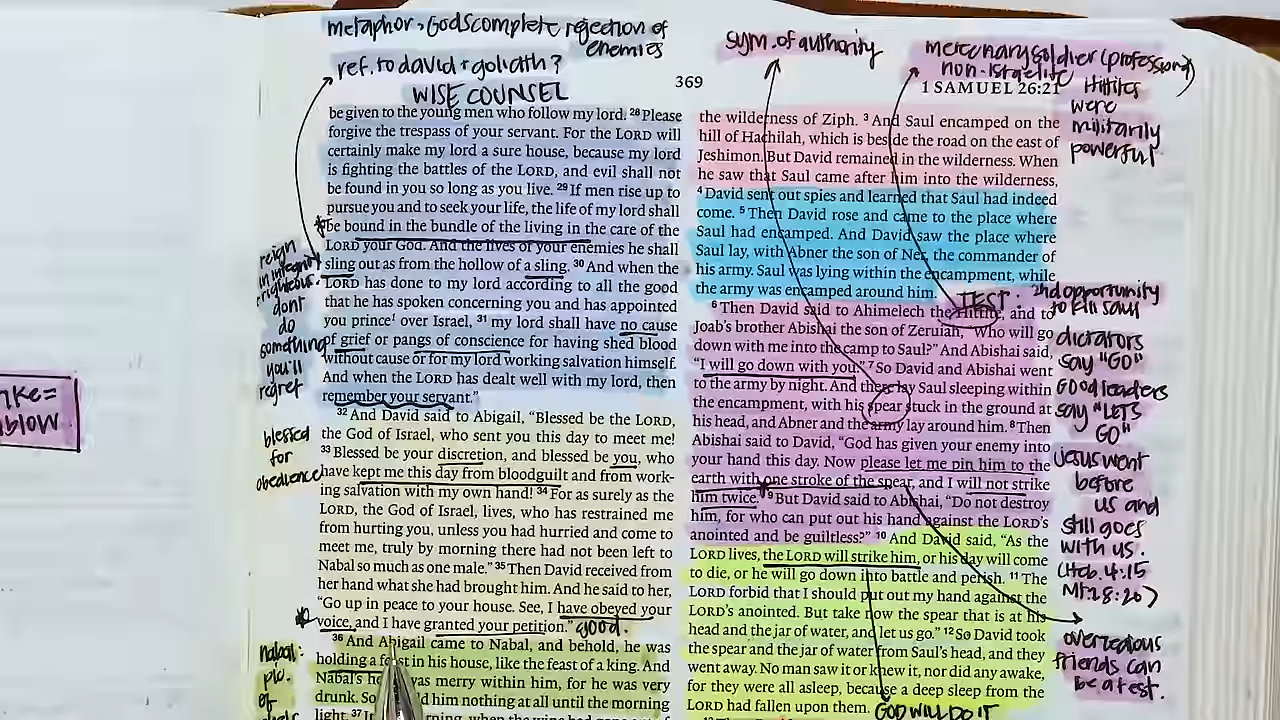 metaphor, God's complete rejection of
enemies
ref. to david + goliath?
WISE COUNSEL
369
be given to the young men who follow my lord. 28 Please
forgive the trespass of your servant. For the LORD will
certainly make my lord a sure house, because my lord
is fighting the battles of the LORD, and evil shall not
be found in you so long as you live. 29 If men rise up to
pursue you and to seek your life, the life of my lord shall
be bound in the bundle of the living in the care of the
LORD your God. And the lives of your enemies he shall
sling out as from the hollow of a sling. 30 And when the
LORD has done to my lord according to all the good
that he has spoken concerning you and has appointed
you prince¹ over Israel, 31 my lord shall have no cause
of grief or pangs of conscience for having shed blood
without cause or for my lord working salvation himself.
And when the LORD has dealt well with my lord, then
remember your servant."
32 And David said to Abigail, "Blessed be the LORD,
the God of Israel, who sent you this day to meet me!
33 Blessed be your discretion, and blessed be you, who
have kept me this day from bloodguilt and from work-
ing salvation with my own hand! 34 For as surely as the
LORD, the God of Israel, lives, who has restrained me
from hurting you, unless you had hurried and come to
meet me, truly by morning there had not been left to
Nabal so much as one male." 35 Then David received from
her hand what she had brought him. And he said to her,
"Go up in peace to your house. See, I have obeyed your
voice, and I have granted your petition." good.
36 And Abigail came to Nabal, and behold, he was
holding a feast in his house, like the feast of a king. And
Nabal's he was merry within him, for he was very
drunk. So d him nothing at all until the morning
light. 37 In rning, when the wine had gone out of
reign
in integrity
+ righteous.
dont
do
something
you'll
regret
blessed
for
obedience
nabal:
pic.
of
nke=
blow
sym. of authority
mercenary soldier (professional)
non-israelite
1 SAMUEL 26:21
the wilderness of Ziph. 3 And Saul encamped on the
hill of Hachilah, which is beside the road on the east of
Jeshimon. But David remained in the wilderness. When
he saw that Saul came after him into the wilderness,
4 David sent out spies and learned that Saul had indeed
come. 5 Then David rose and came to the place where
Saul had encamped. And David saw the place where
Saul lay, with Abner the son of Ner, the commander of
his army. Saul was lying within the encampment, while
the army was encamped around him.
6 Then David said to Ahimelech the Hittite, and to
Joab's brother Abishai the son of Zeruiah, "Who will go
down with me into the camp to Saul?" And Abishai said,
"I will go down with you." 7 So David and Abishai went
to the army by night. And there lay Saul sleeping within
the encampment, with his spear stuck in the ground at
his head, and Abner and the army lay around him. 8 Then
Abishai said to David, "God has given your enemy into
your hand this day. Now please let me pin him to the
earth with one stroke of the spear, and I will not strike
him twice." 9 But David said to Abishai, "Do not destroy
him, for who can put out his hand against the LORD's
anointed and be guiltless?" 10 And David said, "As the
LORD lives, the LORD will strike him, or his day will come
to die, or he will go down into battle and perish. 11 The
LORD forbid that I should put out my hand against the
LORD's anointed. But take now the spear that is at his
head and the jar of water, and let us go." 12 So David took
the spear and the jar of water from Saul's head, and they
went away. No man saw it or knew it, nor did any awake,
for they were all asleep, because a deep sleep from the
LORD had fallen upon them. GOD WILL DO IT
Hittites
were
militarily
powerful
TEST: 2nd opportunity
to kill saul
dictators
say "GO"
Good leaders
say "LETS
GO"
Jesus went
before
us and
still goes
with us.
(Heb. 4:15
Mt 28:20)
overzealous
friends can
be a test.